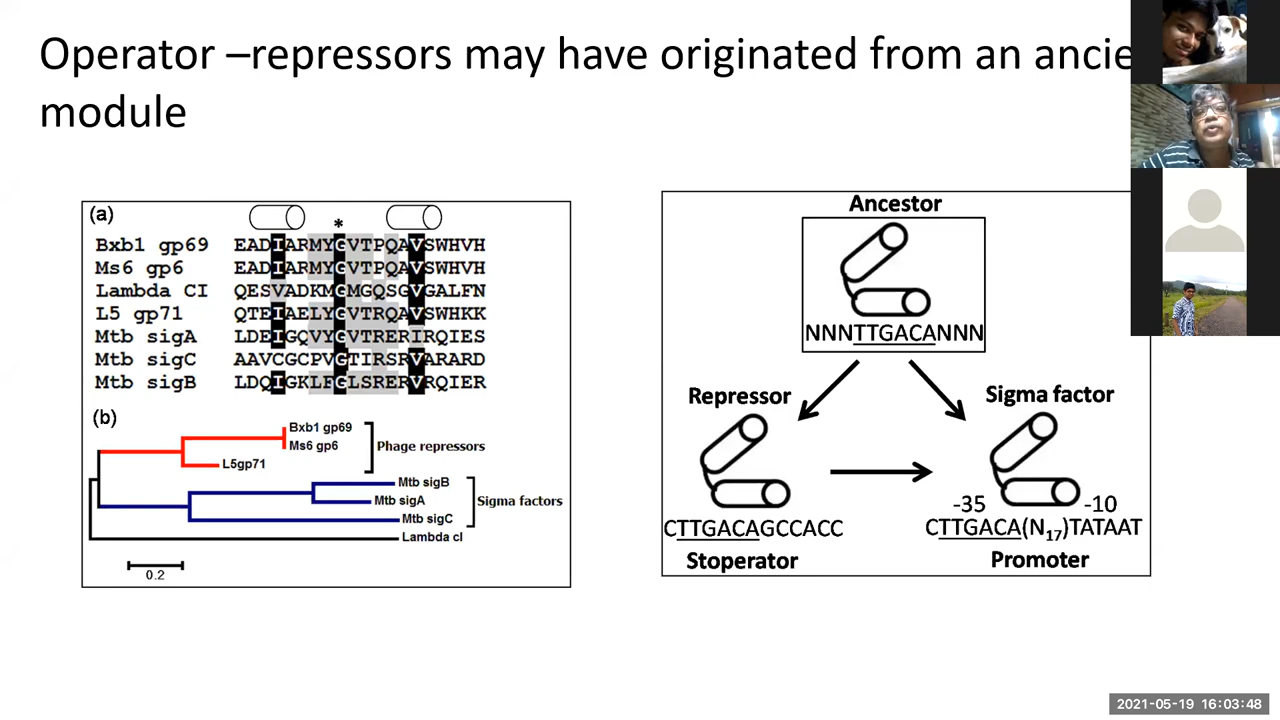 Operator –repressors may have originated from an ancie
module
(a)
*
Bxb1 gp69 EADIARMYGVTPQAVSWHVH
Ms6 gp6 EADIARMYGVTPQAVSWHVH
Lambda CI QESVADKMGMGQSGVGALFN
L5 gp71 QTEIAELYGVTRQAVSWHKK
Mtb sigA LDEIGQVYGVTRERIRQIES
Mtb sigC AAVCGCPVGTIRSRVARARD
Mtb sigB LDQIGKLFGLSRERVRQIER
(b)
Bxb1 gp69
Ms6 gp6
L5gp71
Phage repressors
Mtb sigB
Mtb sigA
Mtb sigC
Sigma factors
Lambda cI
0.2
Ancestor
NNNTTGACANNN
Repressor
CTTGACAGCCACC
Stoperator
Sigma factor
-35 -10
CTTGACA(N17)TATAAT
Promoter
2021-05-19 16:03:48